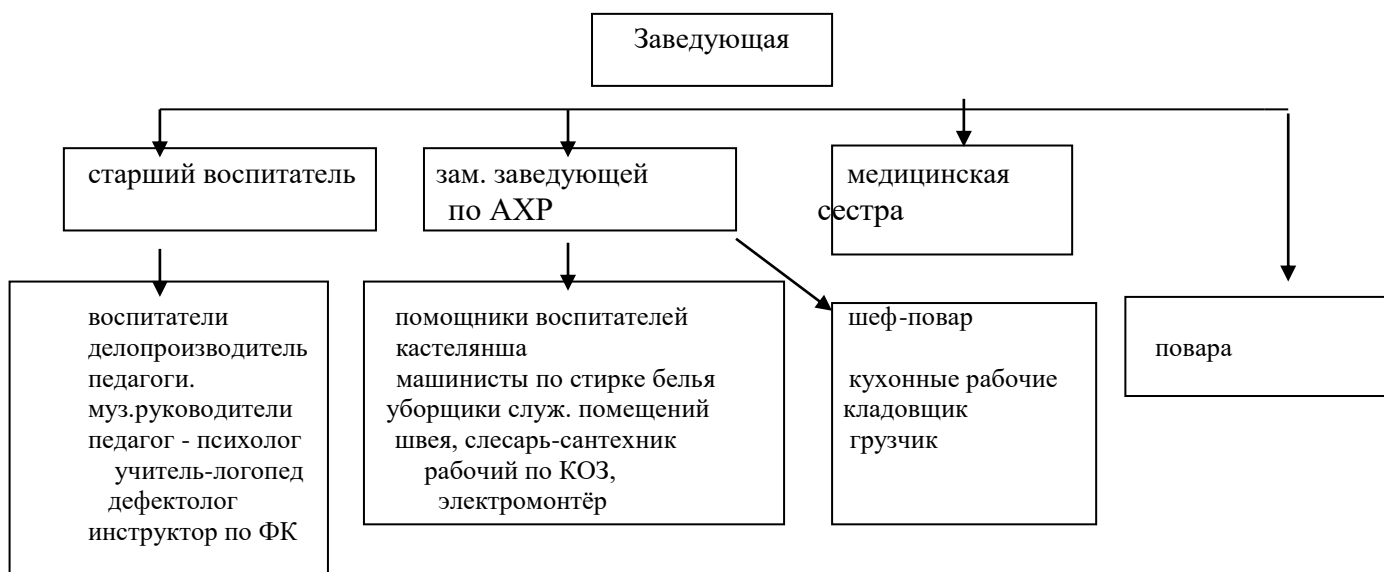 Заведующая
старший воспитатель
зам. заведующей
по АХР
медицинская
сестра
воспитатели
делопроизводитель
педагоги.
муз.руководители
педагог - психолог
учитель-логопед
дефектолог
инструктор по ФК
помощники воспитателей
кастелянша
машинисты по стирке белья
уборщики служ. помещений
швея, слесарь-сантехник
рабочий по КОЗ,
электромонтёр
шеф-повар
кухонные рабочие
кладовщик
грузчик
повара